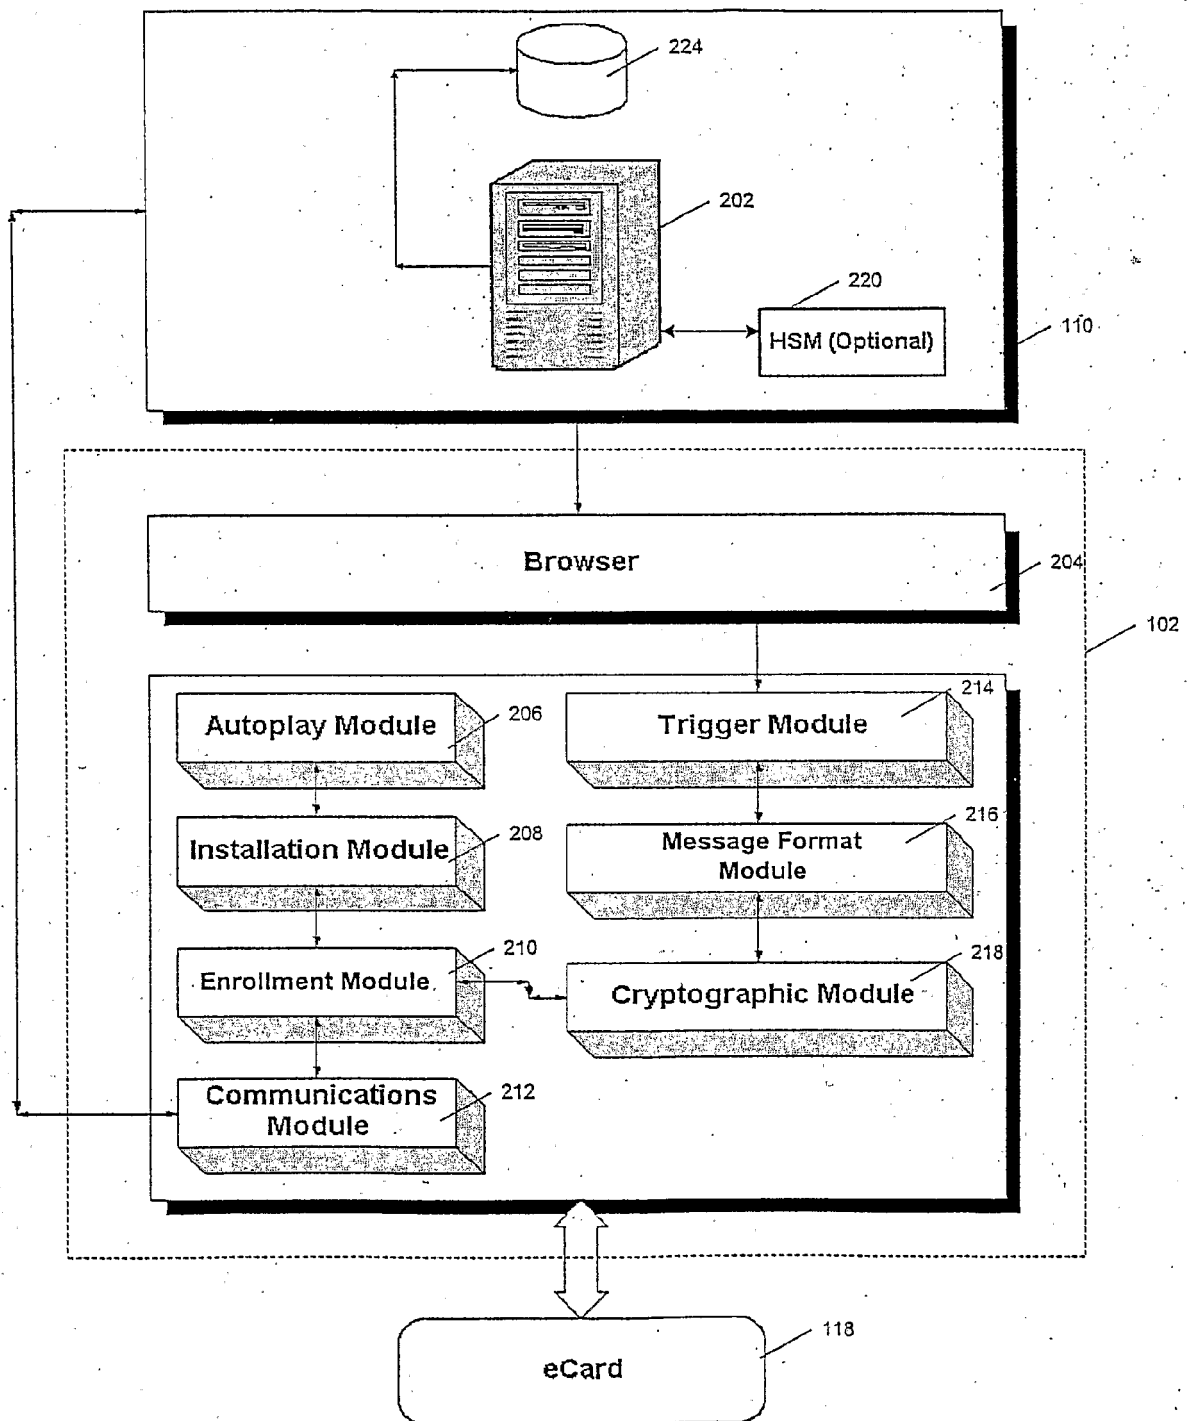 224
202
220
HSM (Optional)
110
Browser
204
102
Autoplay Module
206
Trigger Module
214
Installation Module
208
Message Format
Module
216
Enrollment Module
210
Cryptographic Module
218
Communications
Module
212
eCard
118